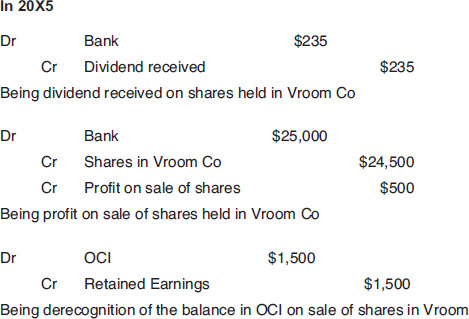 In 20X5
Dr Bank $235
Cr Dividend received $235
Being dividend received on shares held in Vroom Co
Dr Bank $25,000
Cr Shares in Vroom Co $24,500
Cr Profit on sale of shares $500
Being profit on sale of shares held in Vroom Co
Dr OCI $1,500
Cr Retained Earnings $1,500
Being derecognition of the balance in OCI on sale of shares in Vroom